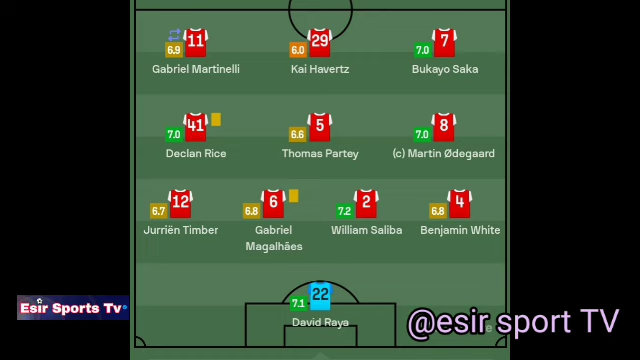 11
29
7
6.9
6.0
7.0
Gabriel Martinelli
Kai Havertz
Bukayo Saka
41
5
8
7.0
6.6
7.0
Declan Rice
Thomas Partey
(c) Martin Ødegaard
12
6
2
4
6.7
6.8
7.2
6.8
Jurriën Timber
Gabriel
Magalhães
William Saliba
Benjamin White
22
7.1
David Raya
Esir Sports Tv
@esir sport TV